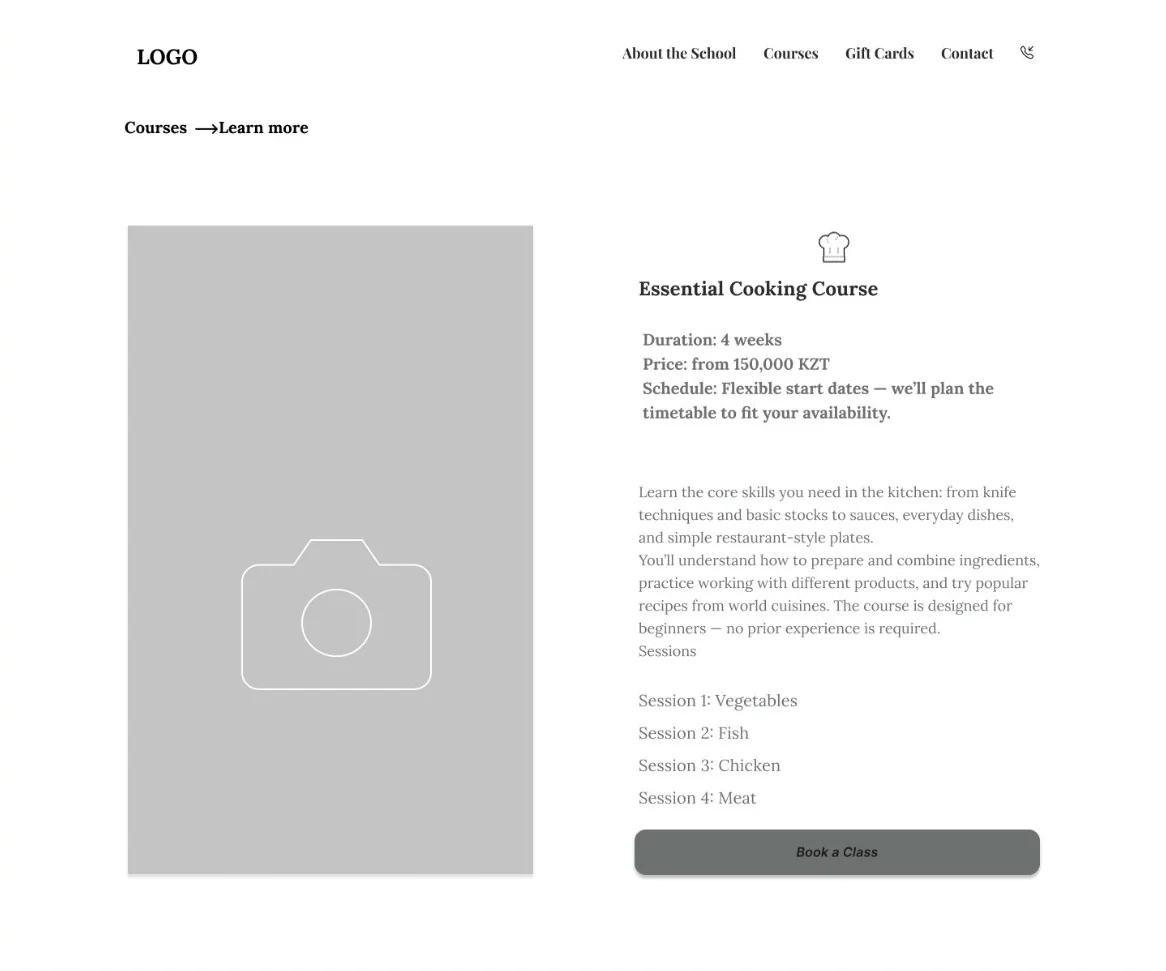 LOGO
About the School Courses Gift Cards Contact
Courses ⟶Learn more
Essential Cooking Course
Duration: 4 weeks
Price: from 150,000 KZT
Schedule: Flexible start dates — we’ll plan the
timetable to fit your availability.
Learn the core skills you need in the kitchen: from knife
techniques and basic stocks to sauces, everyday dishes,
and simple restaurant-style plates.
You’ll understand how to prepare and combine ingredients,
practice working with different products, and try popular
recipes from world cuisines. The course is designed for
beginners — no prior experience is required.
Sessions
Session 1: Vegetables
Session 2: Fish
Session 3: Chicken
Session 4: Meat
Book a Class